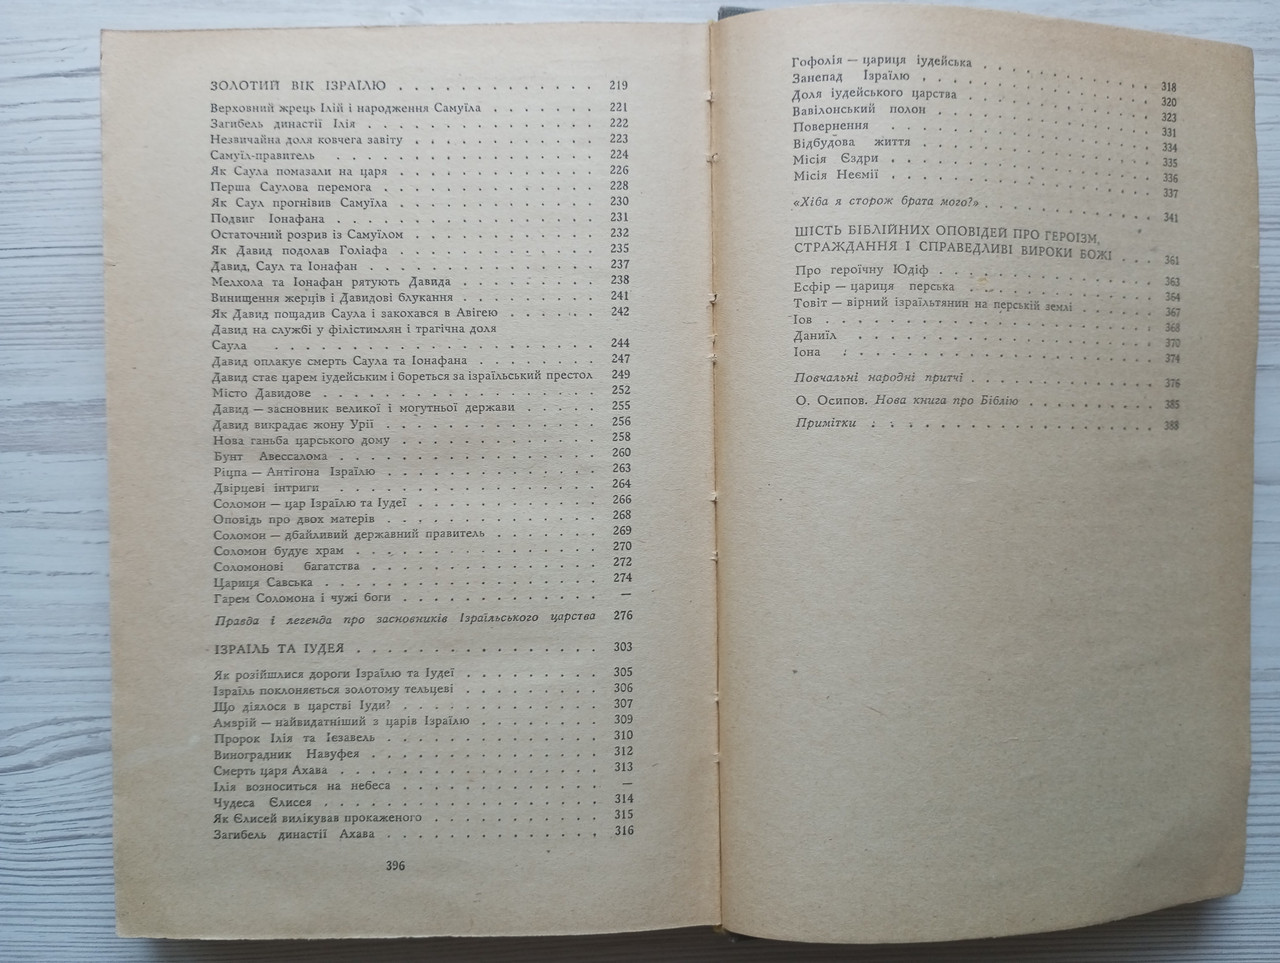 ЗОЛОТИЙ ВІК ІЗРАЇЛЮ . . . . . . . . . . . . . 219
Верховний жрець Ілій і народження Самуїла . . . . . . . 221
Загибель династії Ілія . . . . . . . . . . . . . . 222
Незвичайна доля ковчега завіту . . . . . . . . . . . . 223
Самуїл-правитель . . . . . . . . . . . . . . . 224
Як Саула помазали на царя . . . . . . . . . . . . . 226
Перша Саулова перемога . . . . . . . . . . . . . 228
Як Саул прогнівив Самуїла . . . . . . . . . . . . . 230
Подвиг Іонафана . . . . . . . . . . . . . . . 231
Остаточний розрив із Самуїлом . . . . . . . . . . . . 232
Як Давид подолав Голіафа . . . . . . . . . . . . . 235
Давид, Саул та Іонафан . . . . . . . . . . . . . . 237
Мелхола та Іонафан рятують Давида . . . . . . . . . 238
Винищення жерців і Давидові блукання . . . . . . . . . 241
Як Давид пощадив Саула і закохався в Авігею . . . . . . 242
Давид на службі у філістимлян і трагічна доля
Саула . . . . . . . . . . . . . . . . . 244
Давид оплакує смерть Саула та Іонафана . . . . . . . . 247
Давид стає царем іудейським і бореться за ізраїльський престол 249
Місто Давидове . . . . . . . . . . . . . . . . 252
Давид — засновник великої і могутньої держави . . . . . 255
Давид викрадає жону Урії . . . . . . . . . . . . . 256
Нова ганьба царського дому . . . . . . . . . . . . . 258
Бунт Авессалома . . . . . . . . . . . . . . . 260
Ріцпа — Антігона Ізраїлю . . . . . . . . . . . . . 263
Двірцеві інтриги . . . . . . . . . . . . . . . 264
Соломон — цар Ізраїлю та Іудеї . . . . . . . . . . . 266
Оповідь про двох матерів . . . . . . . . . . . . . 268
Соломон — дбайливий державний правитель . . . . . . . 269
Соломон будує храм . . . . . . . . . . . . . . 270
Соломонові багатства . . . . . . . . . . . . . . 272
Цариця Савська . . . . . . . . . . . . . . . . 274
Гарем Соломона і чужі боги . . . . . . . . . . . . . —
Правда і легенда про засновників Ізраїльського царства 276
ІЗРАЇЛЬ ТА ІУДЕЯ . . . . . . . . . . . . . . . 303
Як розійшлися дороги Ізраїлю та Іудеї . . . . . . . . . 305
Ізраїль поклоняється золотому тельцеві . . . . . . . . . 306
Що діялося в царстві Іуди? . . . . . . . . . . . . . 307
Амврій — найвидатніший з царів Ізраїлю . . . . . . . . 309
Пророк Ілія та Ієзавель . . . . . . . . . . . . . 310
Виноградник Навуфея . . . . . . . . . . . . . . 312
Смерть царя Ахава . . . . . . . . . . . . . . . 313
Ілія возноситься на небеса . . . . . . . . . . . . . —
Чудеса Єлисея . . . . . . . . . . . . . . . . 314
Як Єлисей вилікував прокаженого . . . . . . . . . . . 315
Загибель династії Ахава . . . . . . . . . . . . . 316
396
Гофолія — цариця іудейська . . . . . . . . . . . 318
Занепад Ізраїлю . . . . . . . . . . . . . . . 320
Доля іудейського царства . . . . . . . . . . . . 323
Вавілонський полон . . . . . . . . . . . . . . 331
Повернення . . . . . . . . . . . . . . . . 334
Відбудова життя . . . . . . . . . . . . . . . 335
Місія Єздри . . . . . . . . . . . . . . . . 336
Місія Неємії . . . . . . . . . . . . . . . . 337
«Хіба я сторож брата мого?» . . . . . . . . . . . 341
ШІСТЬ БІБЛІЙНИХ ОПОВІДЕЙ ПРО ГЕРОЇЗМ,
СТРАЖДАННЯ І СПРАВЕДЛИВІ ВИРОКИ БОЖІ . . . 361
Про героїчну Юдіф . . . . . . . . . . . . . . 363
Есфір — цариця перська . . . . . . . . . . . . . 364
Товіт — вірний ізраїльтянин на перській землі . . . . . . 367
Іов . . . . . . . . . . . . . . . . . . . 368
Даниїл . . . . . . . . . . . . . . . . . . 370
Іона . . . . . . . . . . . . . . . . . . 374
Повчальні народні притчі . . . . . . . . . . . . 376
О. Осипов. Нова книга про Біблію . . . . . . . . . 385
Примітки . . . . . . . . . . . . . . . . . 388